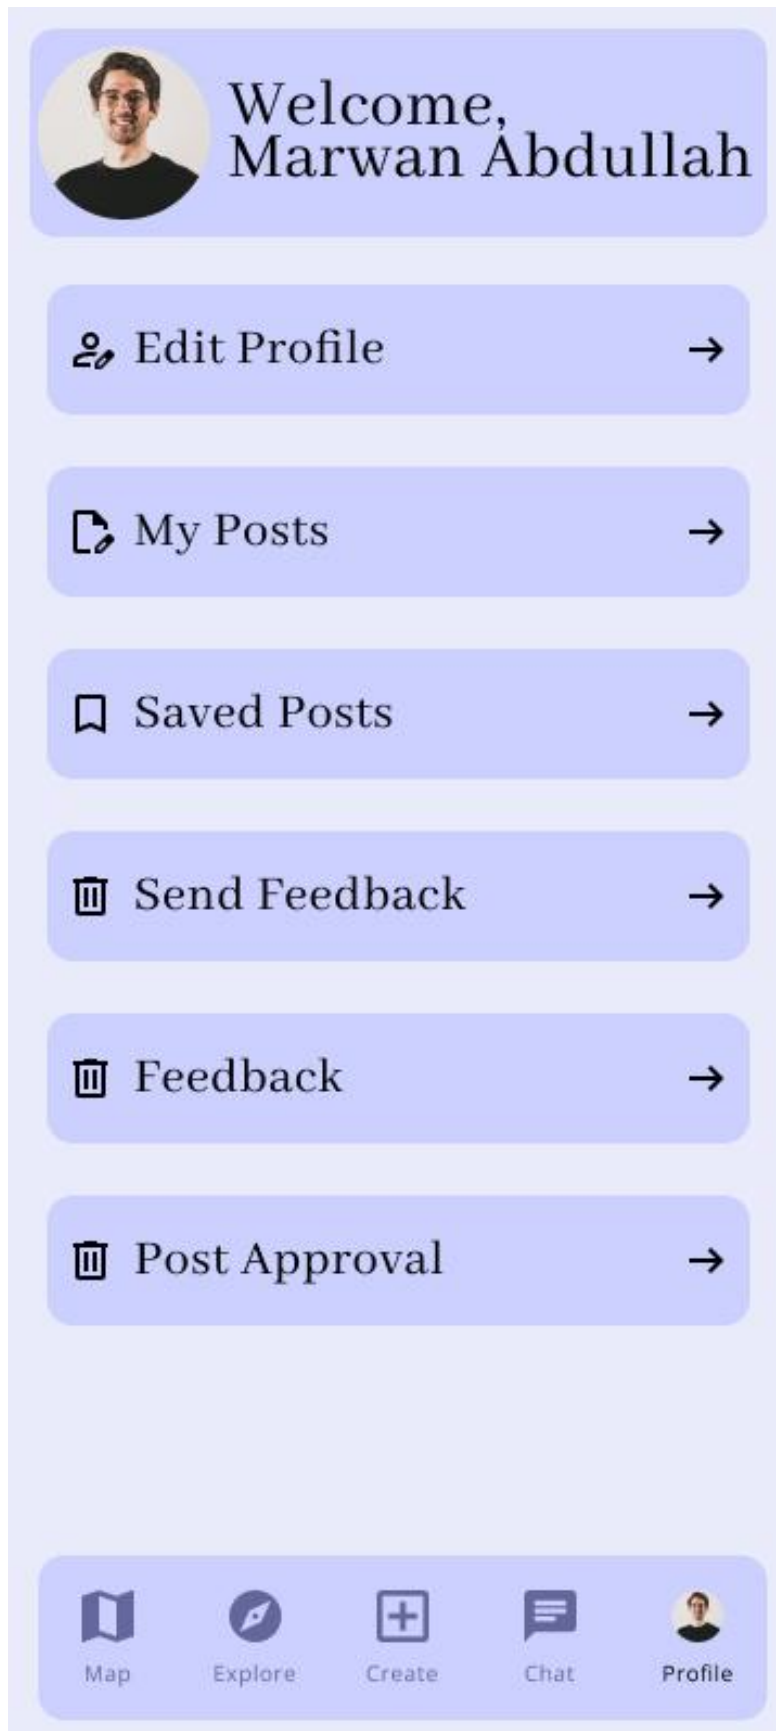 Welcome,
Marwan Abdullah
Edit Profile
My Posts
Saved Posts
Send Feedback
Feedback
Post Approval
Map
Explore
Create
Chat
Profile